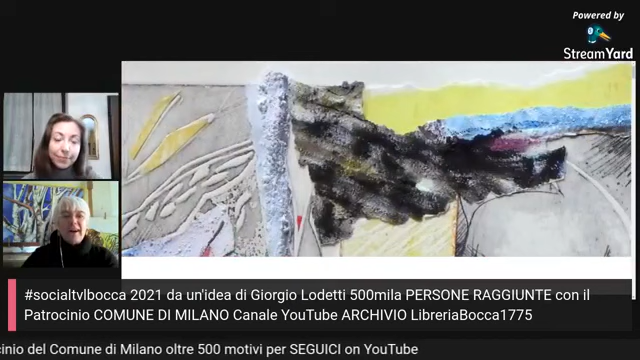 Powered by
StreamYard
#socialtvlbocca 2021 da un'idea di Giorgio Lodetti 500mila PERSONE RAGGIUNTE con il
Patrocinio COMUNE DI MILANO Canale YouTube ARCHIVIO LibreriaBocca1775
cinio del Comune di Milano oltre 500 motivi per SEGUICI on YouTube